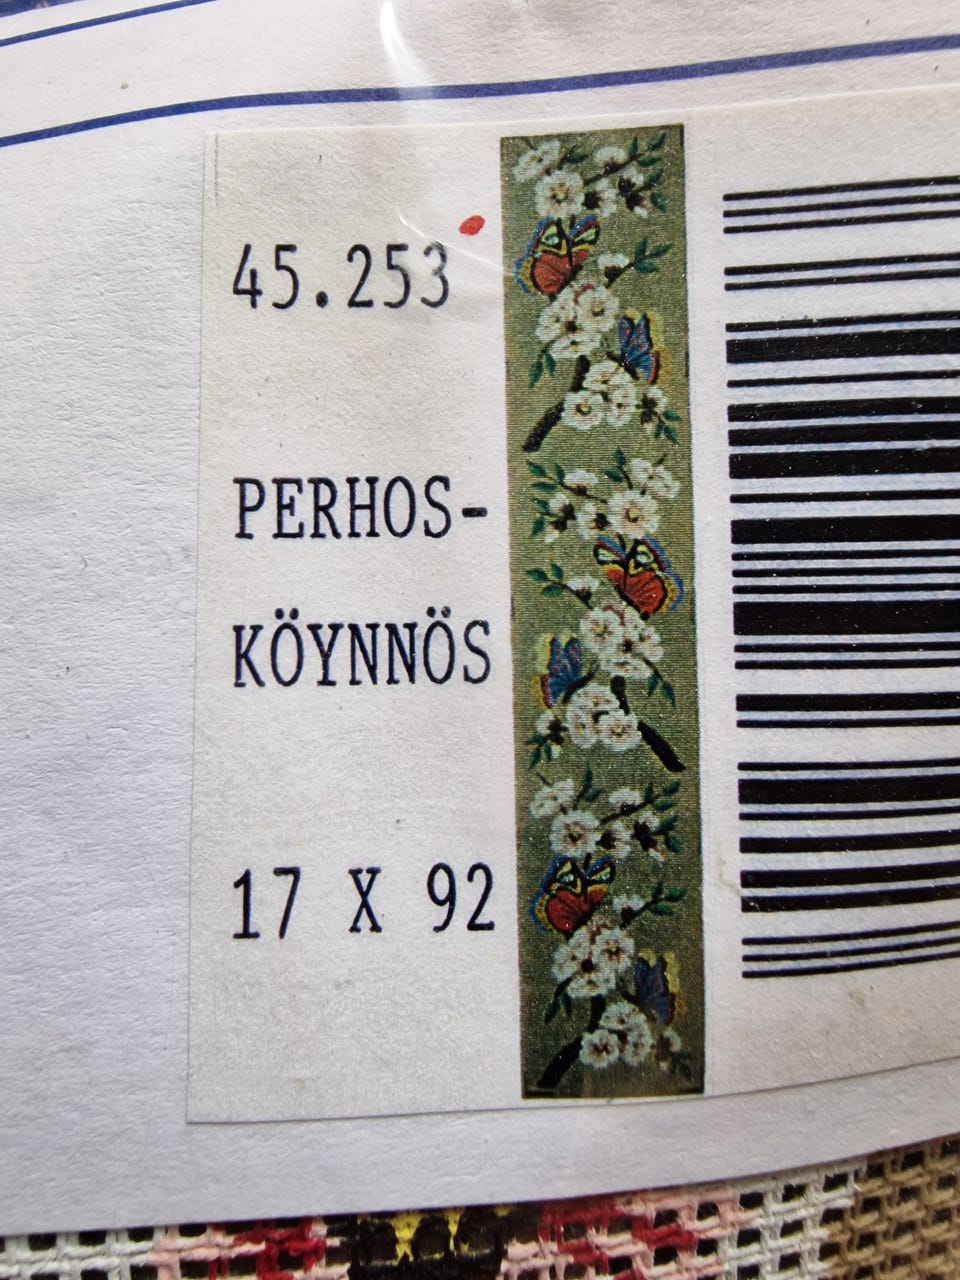 45.253
PERHOS-
KÖYNNÖS
17 X 92